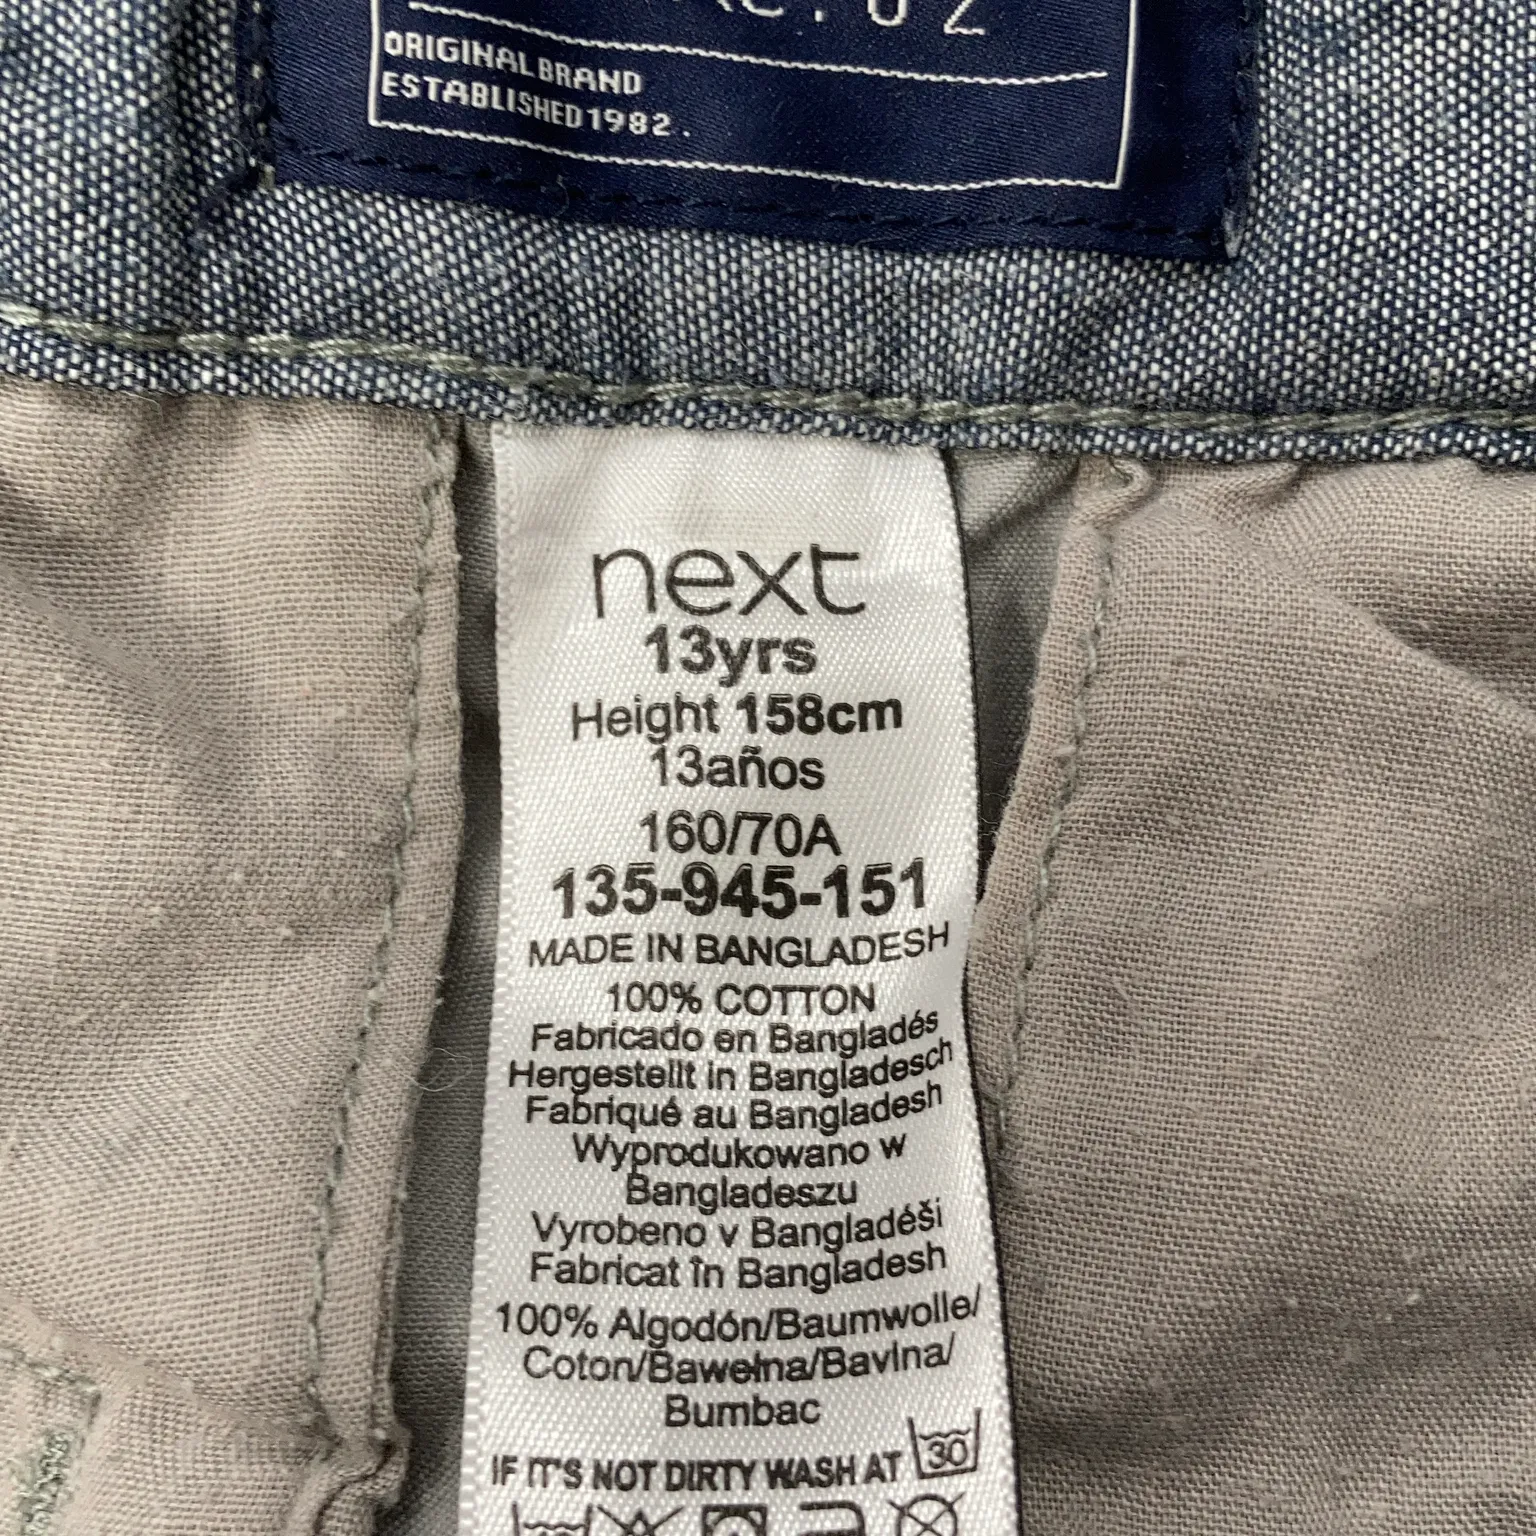 ORIGINAL BRAND
ESTABLISHED 1982.
next
13yrs
Height 158cm
13años
160/70A
135-945-151
MADE IN BANGLADESH
100% COTTON
Fabricado en Bangladés
Hergestellt in Bangladesch
Fabriqué au Bangladesh
Wyprodukowano w
Bangladeszu
Vyrobeno v Bangladéši
Fabricat în Bangladesh
100% Algodón/Baumwolle/
Coton/Bawełna/Bavlna/
Bumbac
IF IT'S NOT DIRTY WASH AT 30